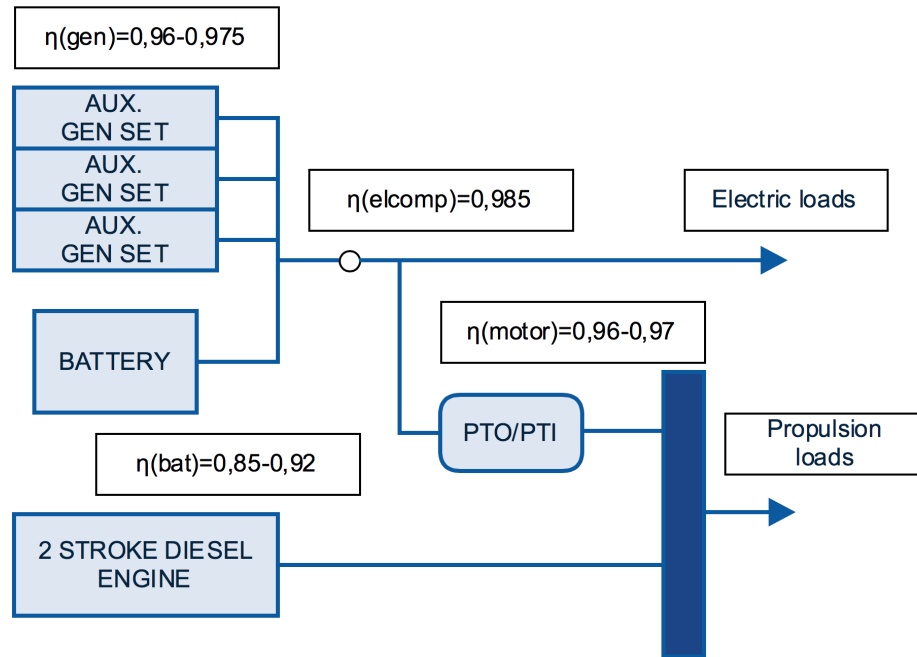 η(gen)=0,96-0,975
AUX.
GEN SET
AUX.
GEN SET
AUX.
GEN SET
η(elcomp)=0,985
Electric loads
η(motor)=0,96-0,97
BATTERY
PTO/PTI
Propulsion
loads
η(bat)=0,85-0,92
2 STROKE DIESEL
ENGINE